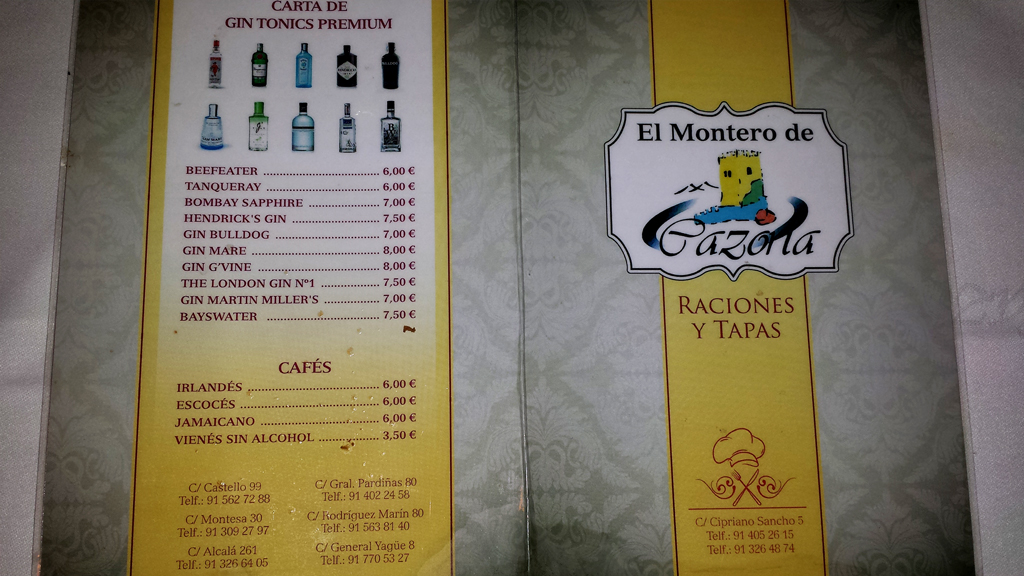 CARTA DE
GIN TONICS PREMIUM
BEEFEATER ........ 6,00 €
TANQUERAY ........ 6,00 €
BOMBAY SAPPHIRE ........ 7,00 €
HENDRICK'S GIN ........ 7,50 €
GIN BULLDOG ........ 7,00 €
GIN MARE ........ 8,00 €
GIN G'VINE ........ 8,00 €
THE LONDON GIN Nº1 ........ 7,50 €
GIN MARTIN MILLER'S ........ 7,00 €
BAYSWATER ........ 7,50 €
CAFÉS
IRLANDÉS ........ 6,00 €
ESCOCÉS ........ 6,00 €
JAMAICANO ........ 6,00 €
VIENÉS SIN ALCOHOL ........ 3,50 €
C/ Castello 99
Telf.: 91 562 72 88
C/ Montesa 30
Telf.: 91 309 27 97
C/ Alcalá 261
Telf.: 91 326 64 05
C/ Gral. Pardiñas 80
Telf.: 91 402 24 58
C/ Rodríguez Marín 80
Telf.: 91 563 81 40
C/ General Yagüe 8
Telf.: 91 770 53 27
El Montero de
Cazorla
RACIONES
Y TAPAS
C/ Cipriano Sancho 5
Telf.: 91 405 26 15
Telf.: 91 326 48 74